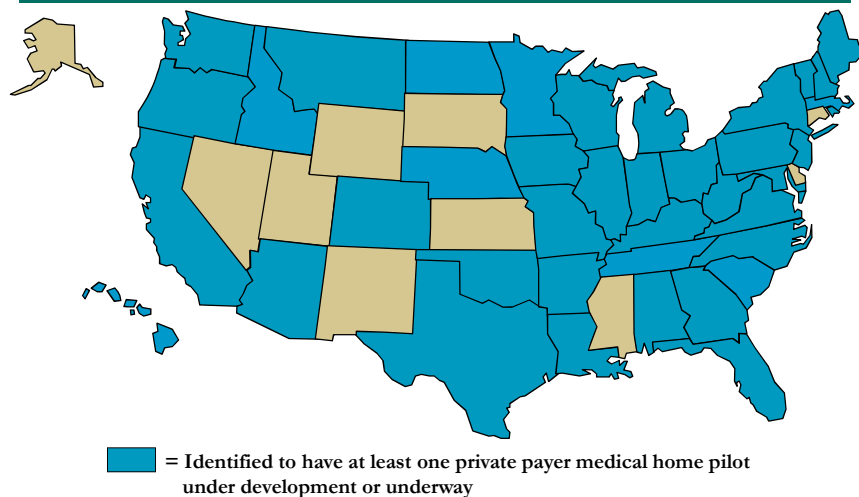 = Identified to have at least one private payer medical home pilot
under development or underway